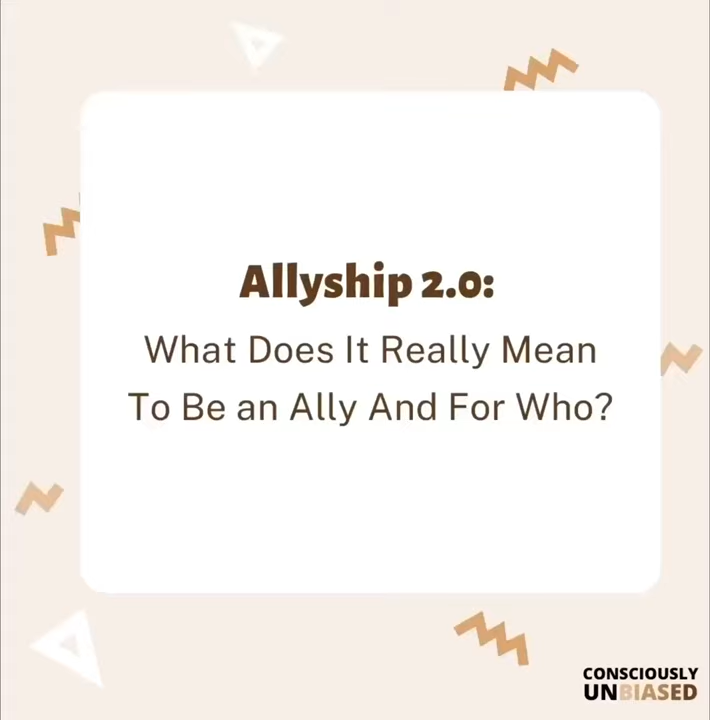 Allyship 2.0:
What Does It Really Mean
To Be an Ally And For Who?
CONSCIOUSLY
UNBIASED